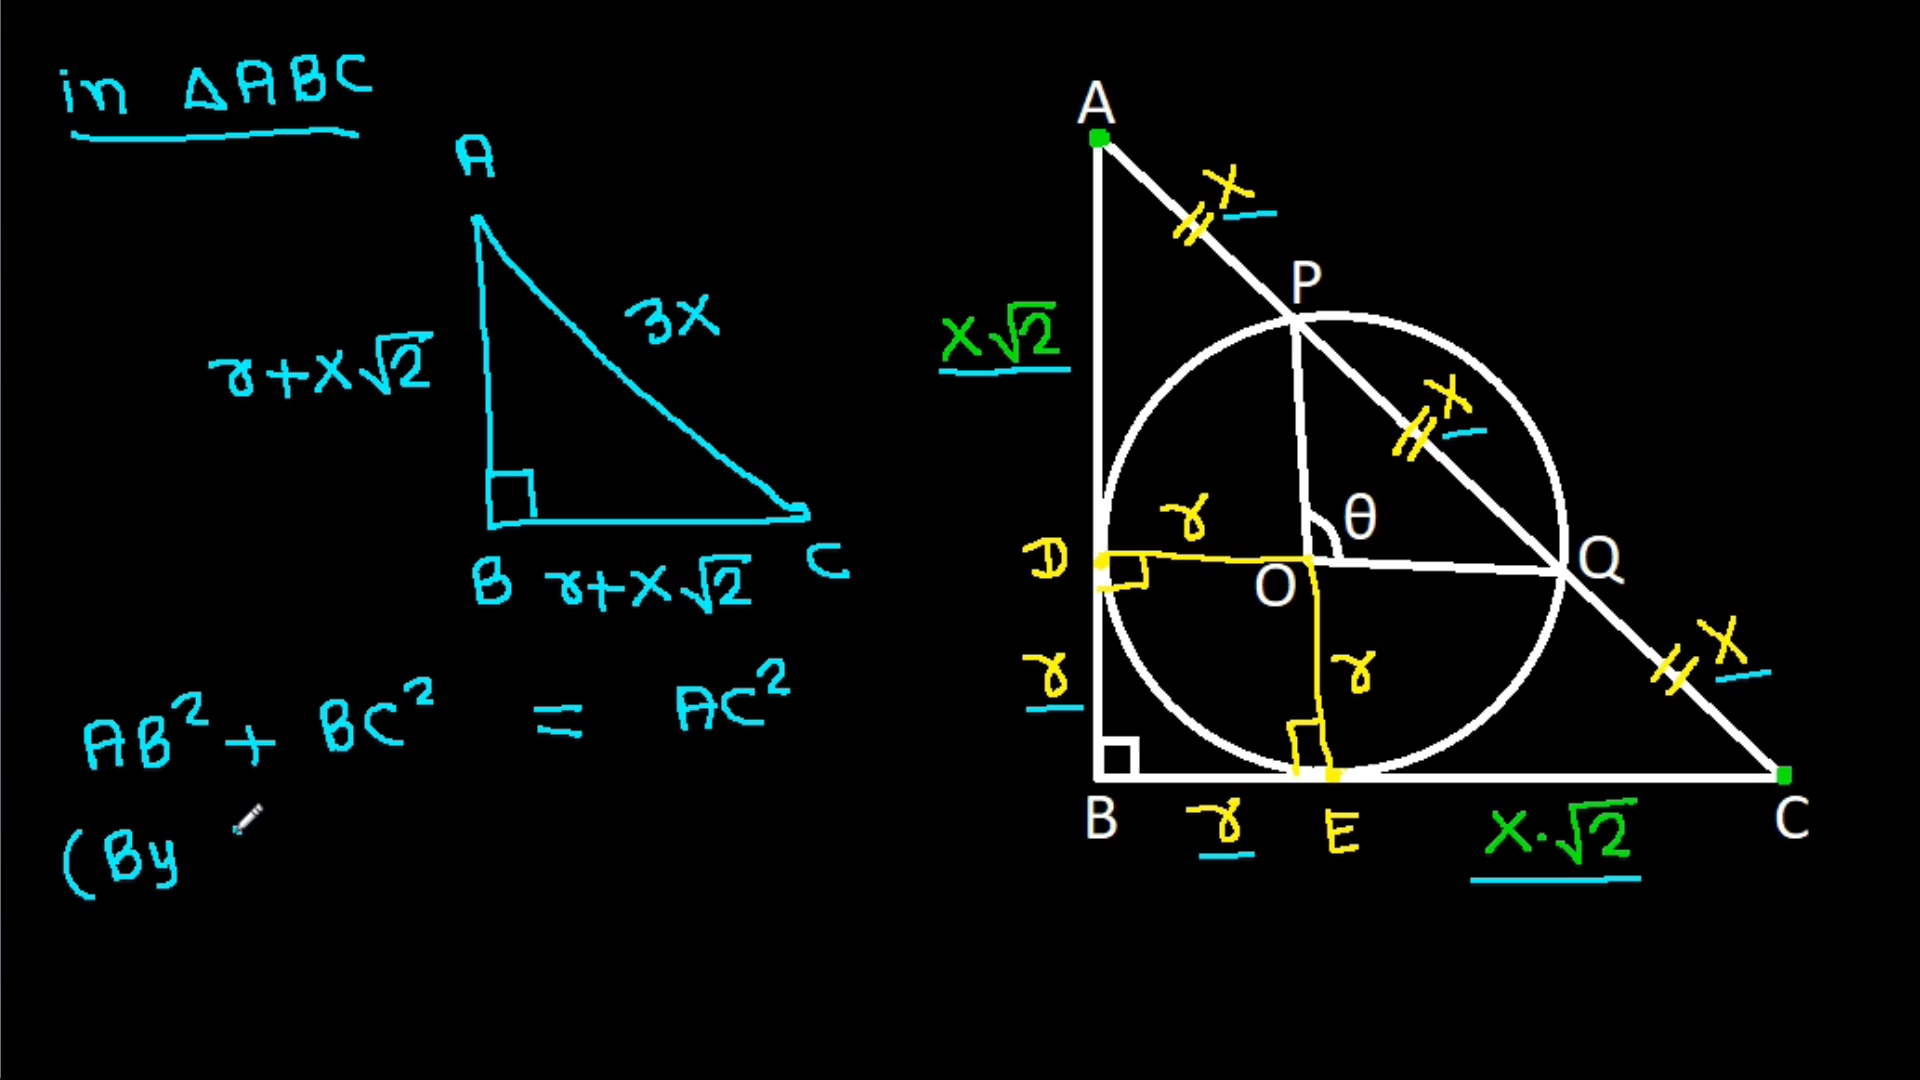 in ΔABC
A
3x
r+x√2
B r+x√2 C
AB² + BC² = AC²
(By
A
x
P
x√2
x
r
θ
D
O
Q
r
r
x
B r E x·√2 C